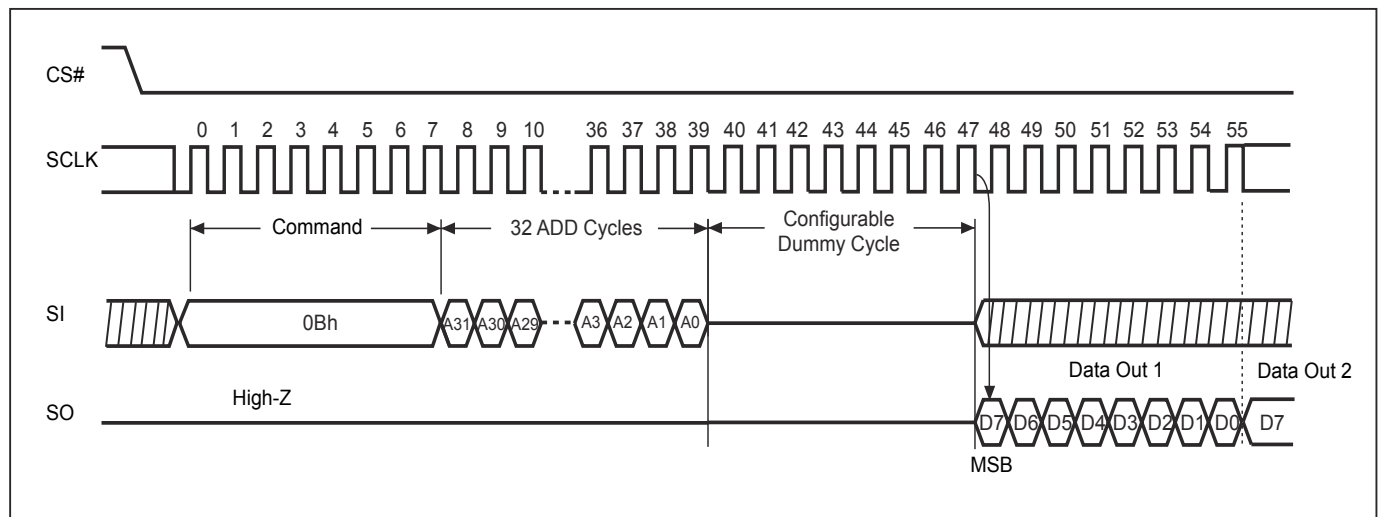 CS#
0 1 2 3 4 5 6 7 8 9 10 36 37 38 39 40 41 42 43 44 45 46 47 48 49 50 51 52 53 54 55
SCLK
Command
32 ADD Cycles
Configurable
Dummy Cycle
SI
0Bh
A31 A30 A29 A3 A2 A1 A0
Data Out 1
Data Out 2
High-Z
SO
D7 D6 D5 D4 D3 D2 D1 D0 D7
MSB